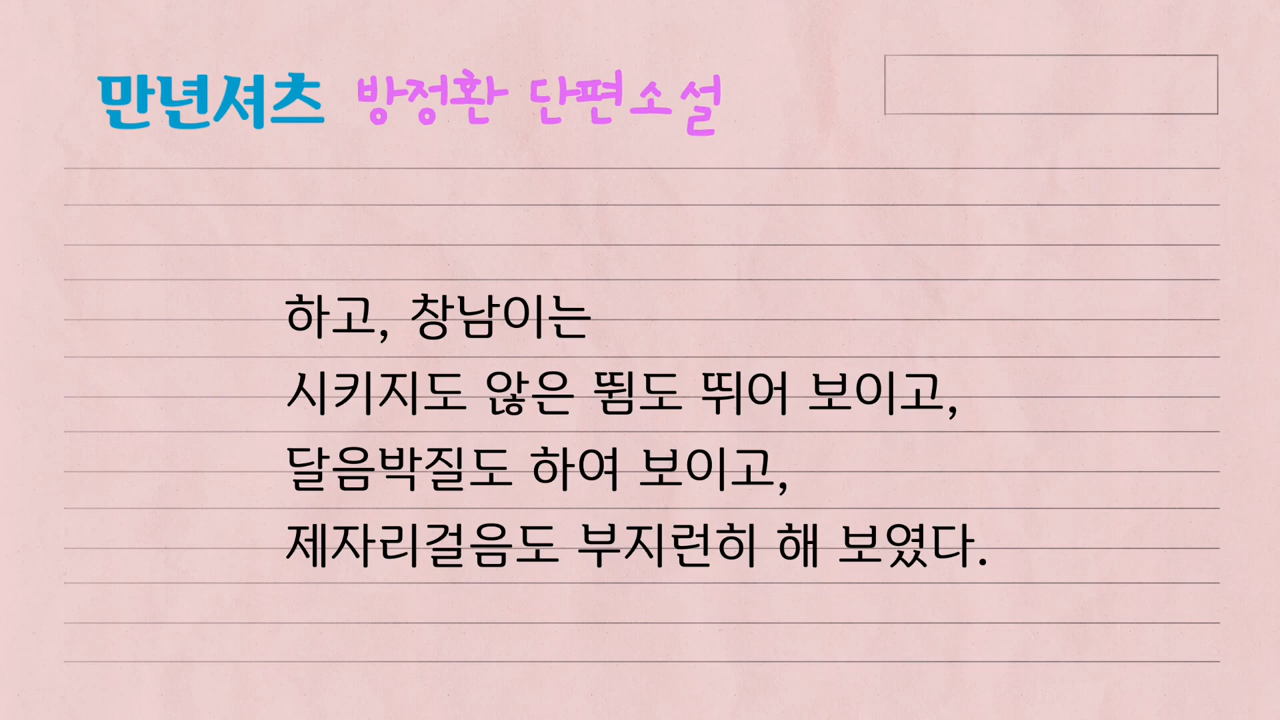 만년셔츠 방정환 단편소설
하고, 창남이는
시키지도 않은 뜀도 뛰어 보이고,
달음박질도 하여 보이고,
제자리걸음도 부지런히 해 보였다.